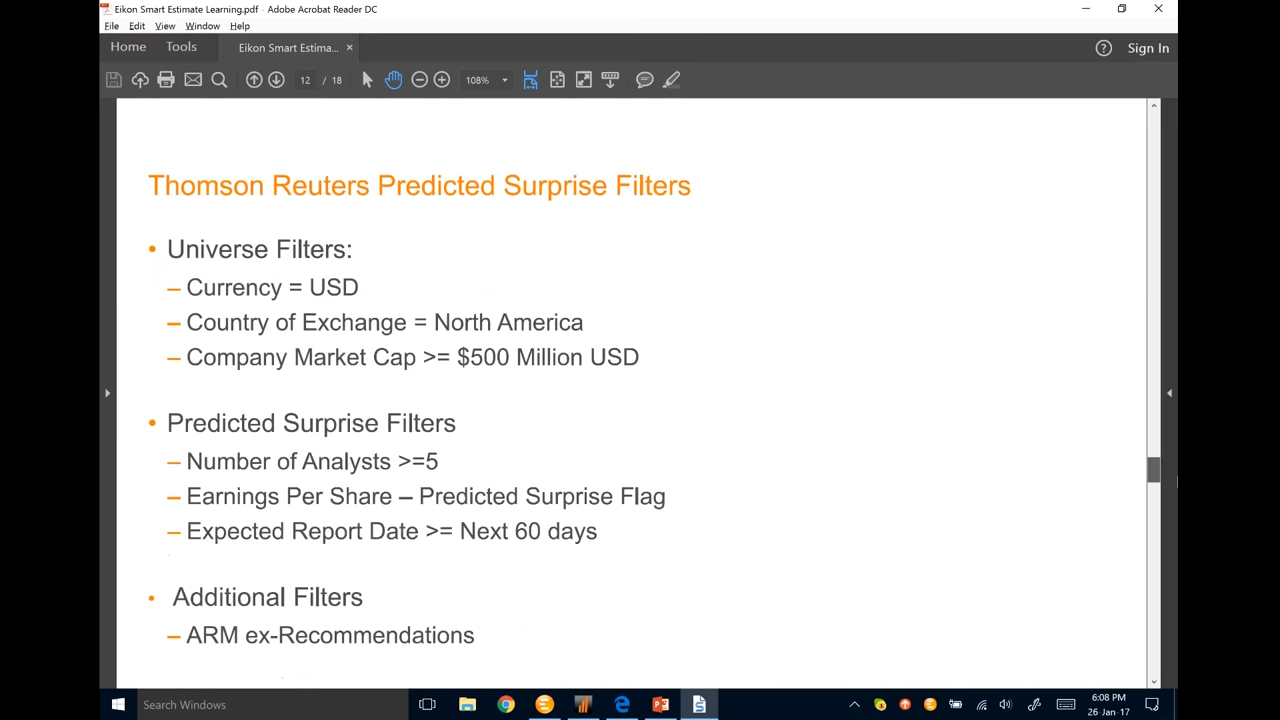 Eikon Smart Estimate Learning.pdf - Adobe Acrobat Reader DC
File Edit View Window Help
Home Tools Eikon Smart Estima... × ? Sign In
12 / 18 108%
Thomson Reuters Predicted Surprise Filters
• Universe Filters:
– Currency = USD
– Country of Exchange = North America
– Company Market Cap >= $500 Million USD
• Predicted Surprise Filters
– Number of Analysts >=5
– Earnings Per Share – Predicted Surprise Flag
– Expected Report Date >= Next 60 days
• Additional Filters
– ARM ex-Recommendations
Search Windows
6:08 PM
26 Jan-17